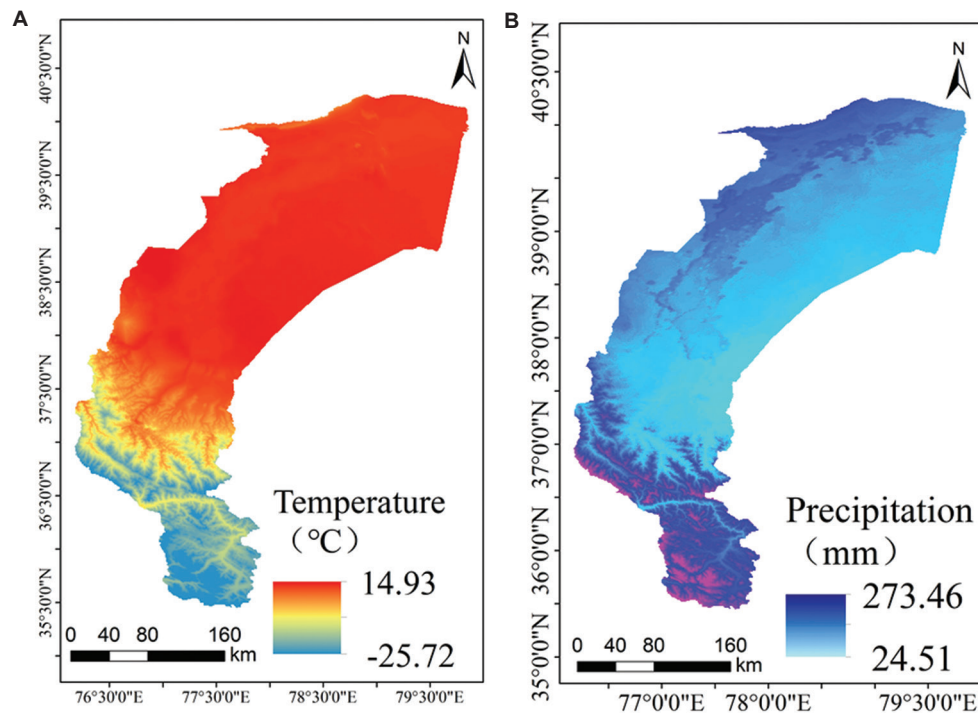 A
N
40°30'0"N
39°30'0"N
38°30'0"N
37°30'0"N
36°30'0"N
35°30'0"N
Temperature
（℃）
14.93
-25.72
0 40 80 160
km
76°30'0"E 77°30'0"E 78°30'0"E 79°30'0"E
B
N
40°30'0"N
39°0'0"N
38°0'0"N
37°0'0"N
36°0'0"N
35°0'0"N
Precipitation
（mm）
273.46
24.51
0 40 80 160
km
77°0'0"E 78°0'0"E 79°30'0"E